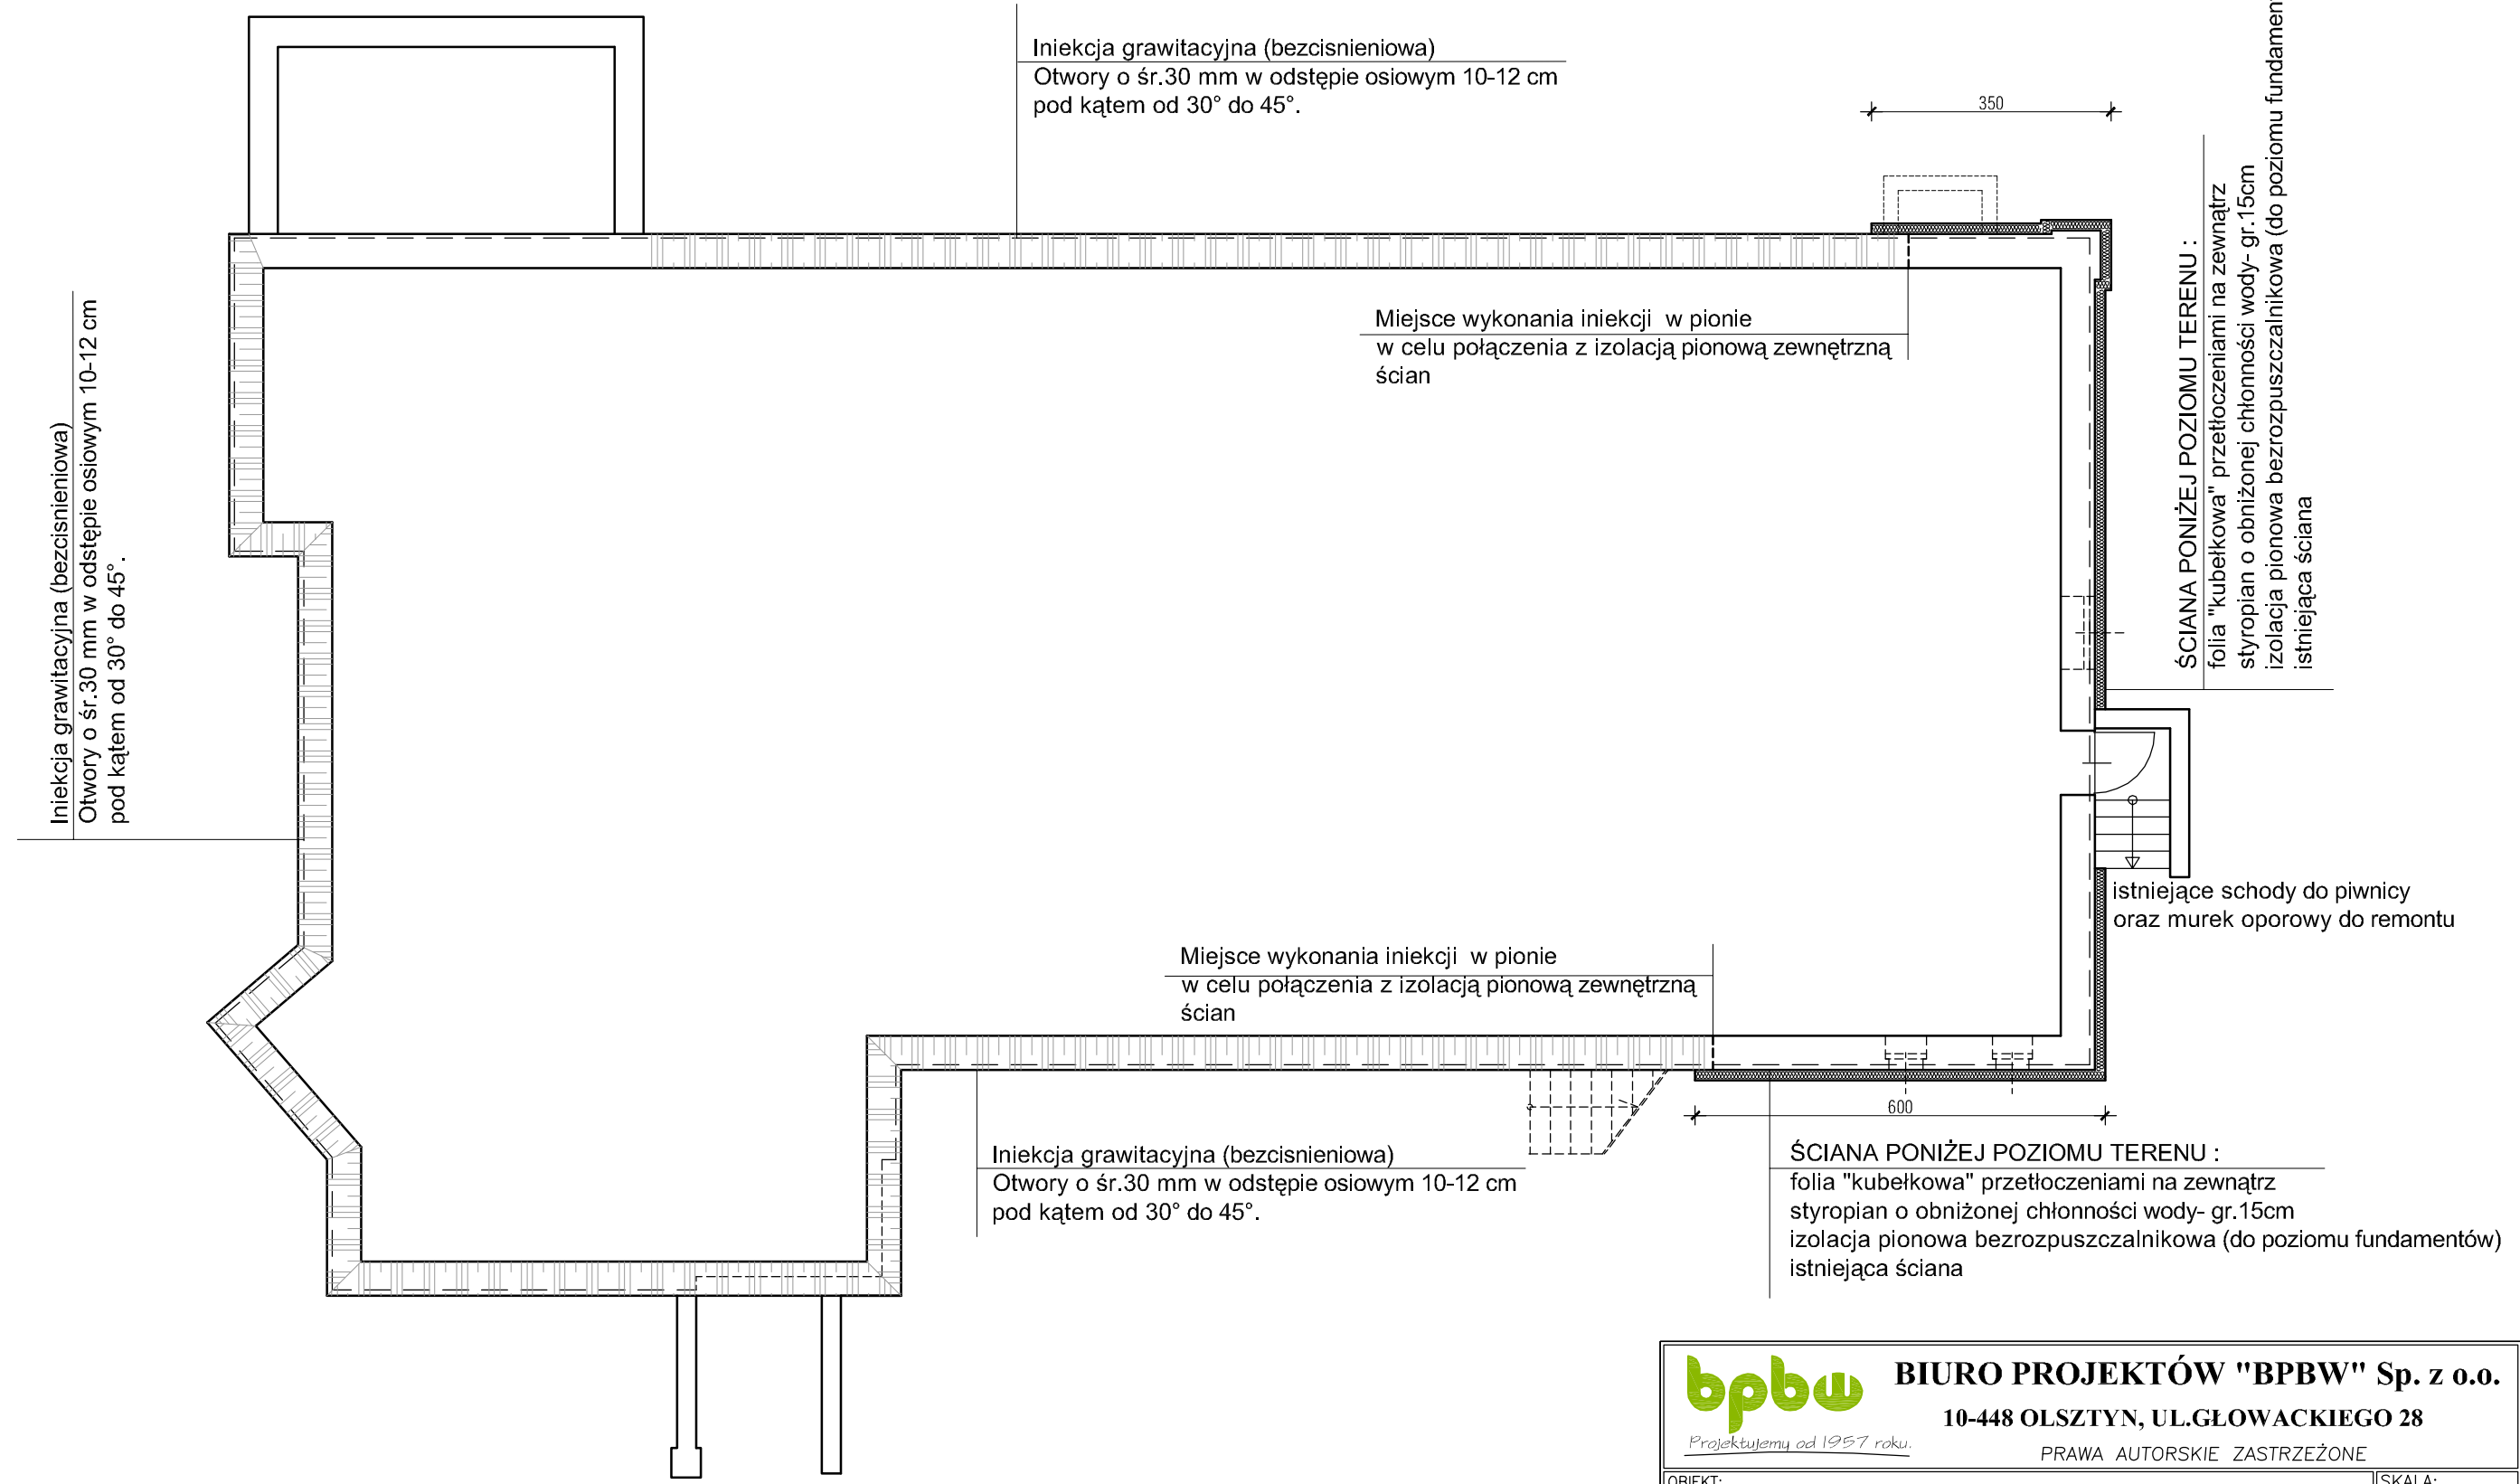 Iniekcja grawitacyjna (bezcisnieniowa)
Otwory o śr.30 mm w odstępie osiowym 10-12 cm
pod kątem od 30° do 45°.
350
ŚCIANA PONIŻEJ POZIOMU TERENU :
folia "kubełkowa" przetłoczeniami na zewnątrz
styropian o obniżonej chłonności wody- gr.15cm
izolacja pionowa bezrozpuszczalnikowa (do poziomu fundamen
istniejąca ściana
Miejsce wykonania iniekcji w pionie
w celu połączenia z izolacją pionową zewnętrzną
ścian
Iniekcja grawitacyjna (bezcisnieniowa)
Otwory o śr.30 mm w odstępie osiowym 10-12 cm
pod kątem od 30° do 45°.
istniejące schody do piwnicy
oraz murek oporowy do remontu
Miejsce wykonania iniekcji w pionie
w celu połączenia z izolacją pionową zewnętrzną
ścian
600
Iniekcja grawitacyjna (bezcisnieniowa)
Otwory o śr.30 mm w odstępie osiowym 10-12 cm
pod kątem od 30° do 45°.
ŚCIANA PONIŻEJ POZIOMU TERENU :
folia "kubełkowa" przetłoczeniami na zewnątrz
styropian o obniżonej chłonności wody- gr.15cm
izolacja pionowa bezrozpuszczalnikowa (do poziomu fundamentów)
istniejąca ściana
bpbw
Projektujemy od 1957 roku.
BIURO PROJEKTÓW "BPBW" Sp. z o.o.
10-448 OLSZTYN, UL.GŁOWACKIEGO 28
PRAWA AUTORSKIE ZASTRZEŻONE
OBIEKT:
SKALA: